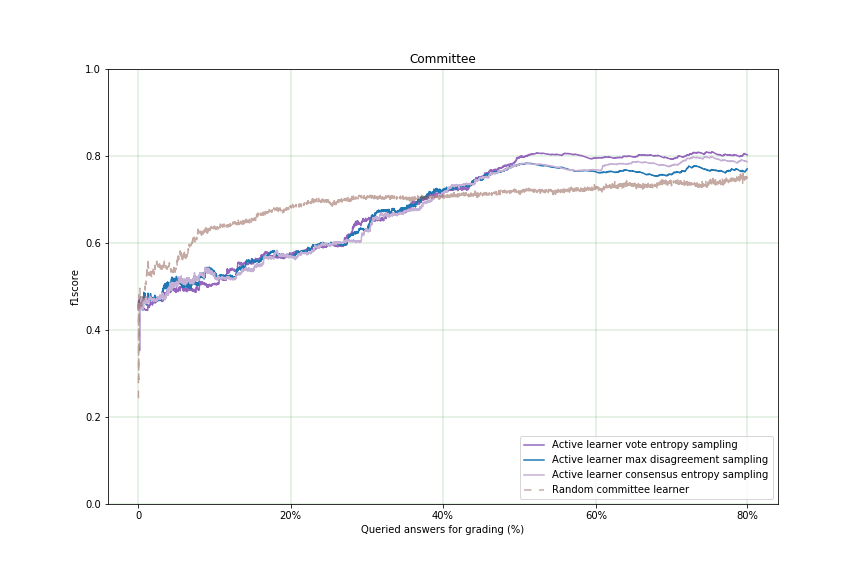 Committee
1.0
0.8
0.6
0.4
0.2
0.0
f1score
0
20%
40%
60%
80%
Queried answers for grading (%)
Active learner vote entropy sampling
Active learner max disagreement sampling
Active learner consensus entropy sampling
Random committee learner